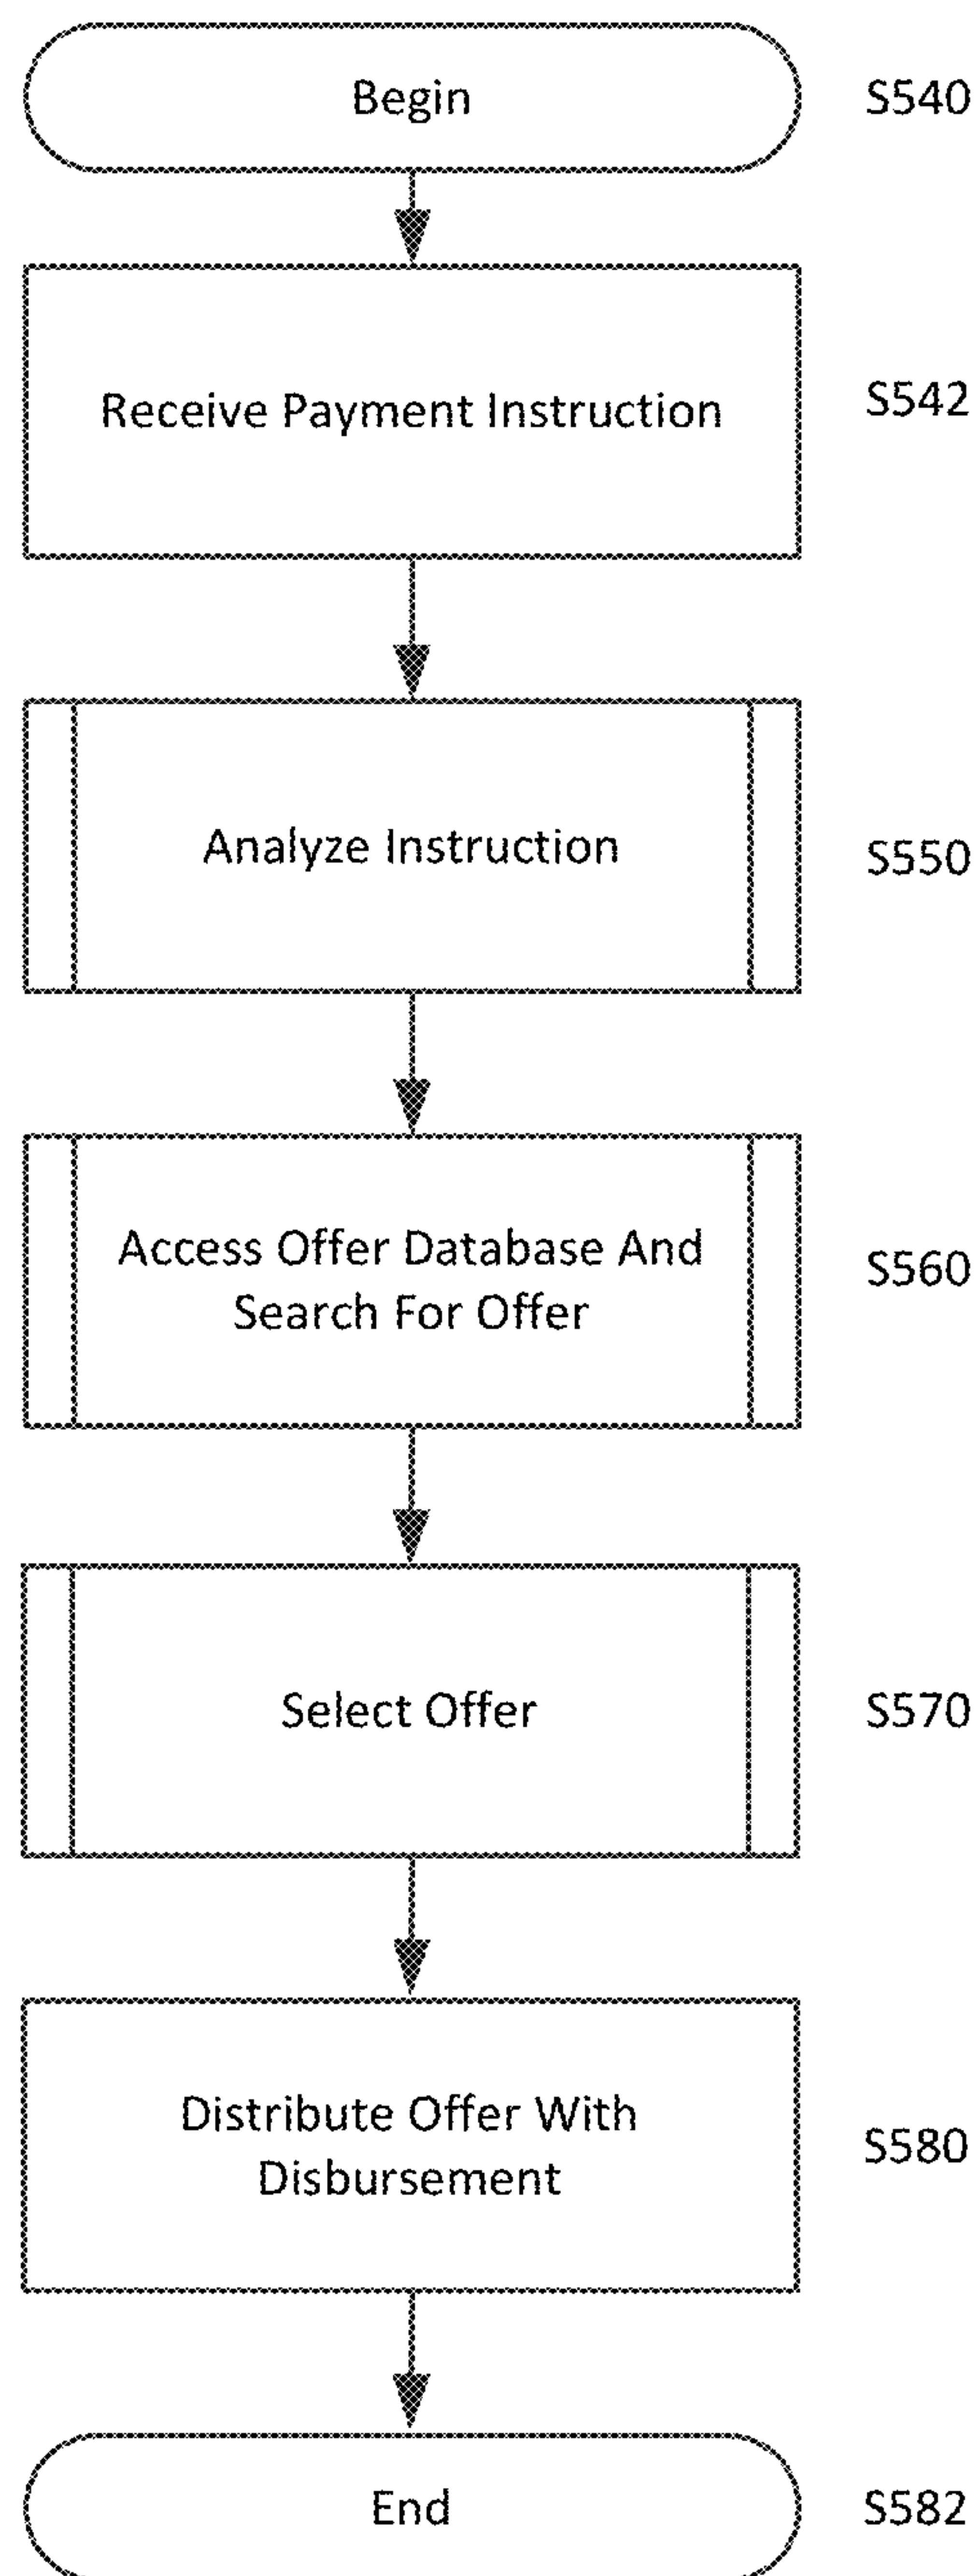 Begin
S540
Receive Payment Instruction
S542
Analyze Instruction
S550
Access Offer Database And
Search For Offer
S560
Select Offer
S570
Distribute Offer With
Disbursement
S580
End
S582